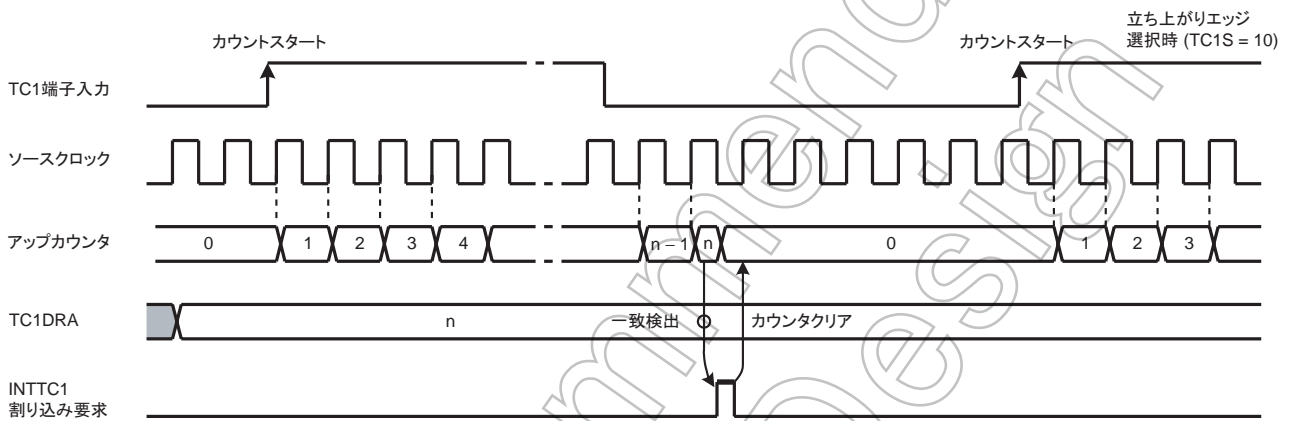 立ち上がりエッジ
選択時 (TC1S = 10)
カウントスタート
カウントスタート
TC1端子入力
ソースクロック
アップカウンタ
0
1
2
3
4
n – 1
n
0
1
2
3
TC1DRA
n
一致検出
カウンタクリア
INTTC1
割り込み要求